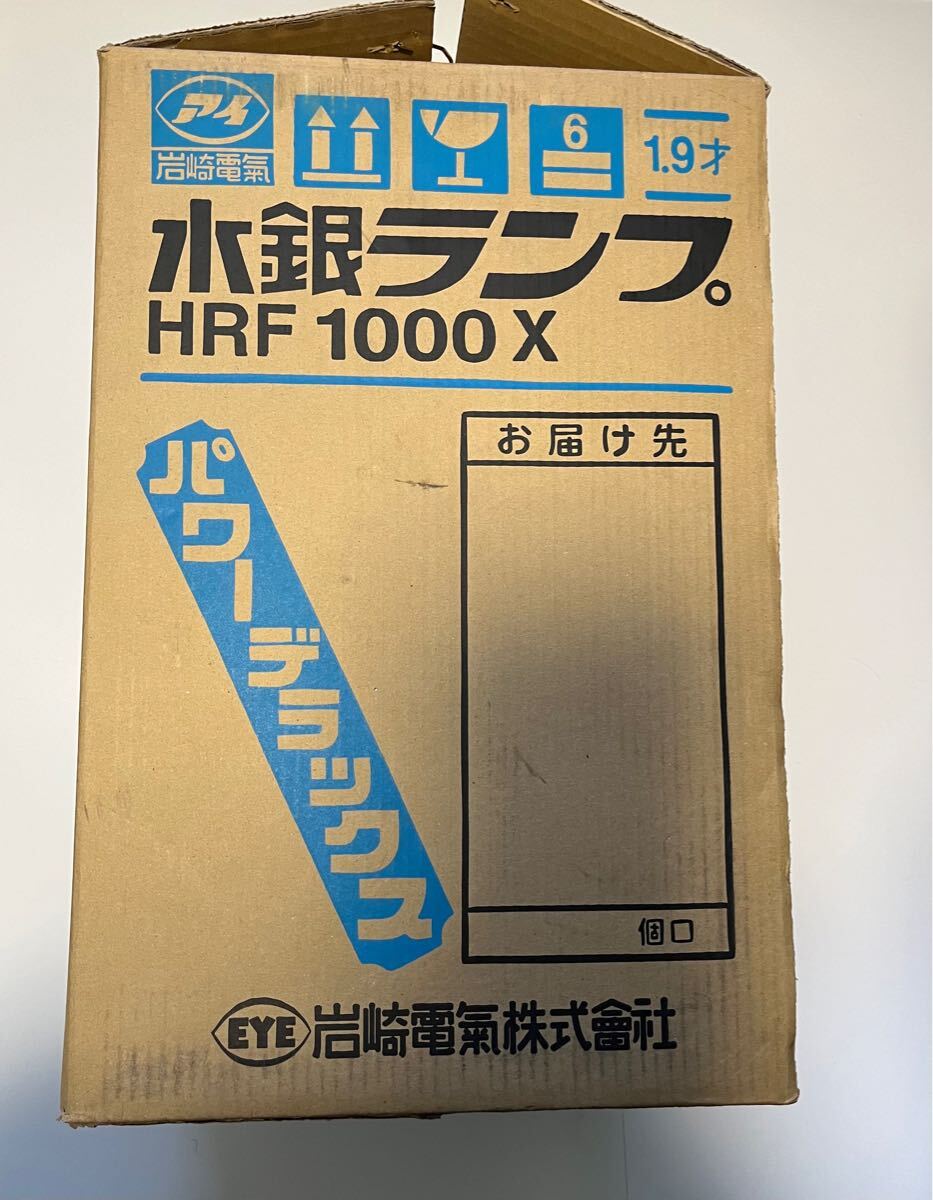 アイ
岩崎電氣
6
1.9才
水銀ランプ。
HRF 1000 X
パワーデラックス
お届け先
個口
EYE 岩崎電氣株式會社